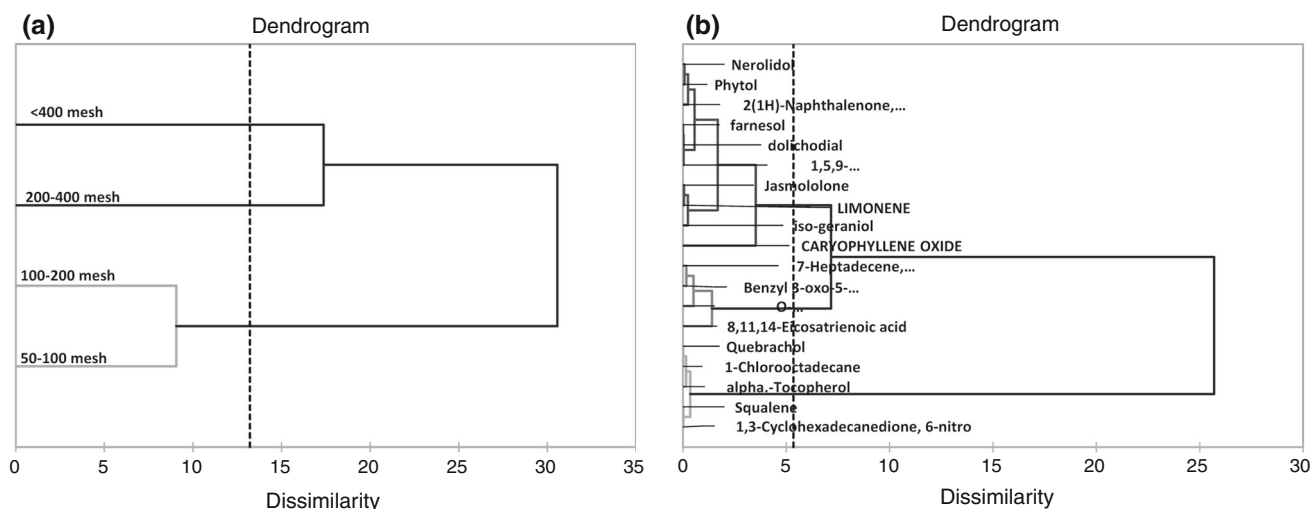 (a)
Dendrogram
<400 mesh
200-400 mesh
100-200 mesh
50-100 mesh
0 5 10 15 20 25 30 35
Dissimilarity
(b)
Dendrogram
Nerolidol
Phytol
2(1H)-Naphthalenone,...
farnesol
dolichodial
1,5,9-...
Jasmololone
LIMONENE
iso-geraniol
CARYOPHYLLENE OXIDE
7-Heptadecene,...
Benzyl 3-oxo-5-...
O
8,11,14-Eicosatrienoic acid
Quebrachol
1-Chlorooctadecane
alpha.-Tocopherol
Squalene
1,3-Cyclohexadecanedione, 6-nitro
0 5 10 15 20 25 30
Dissimilarity